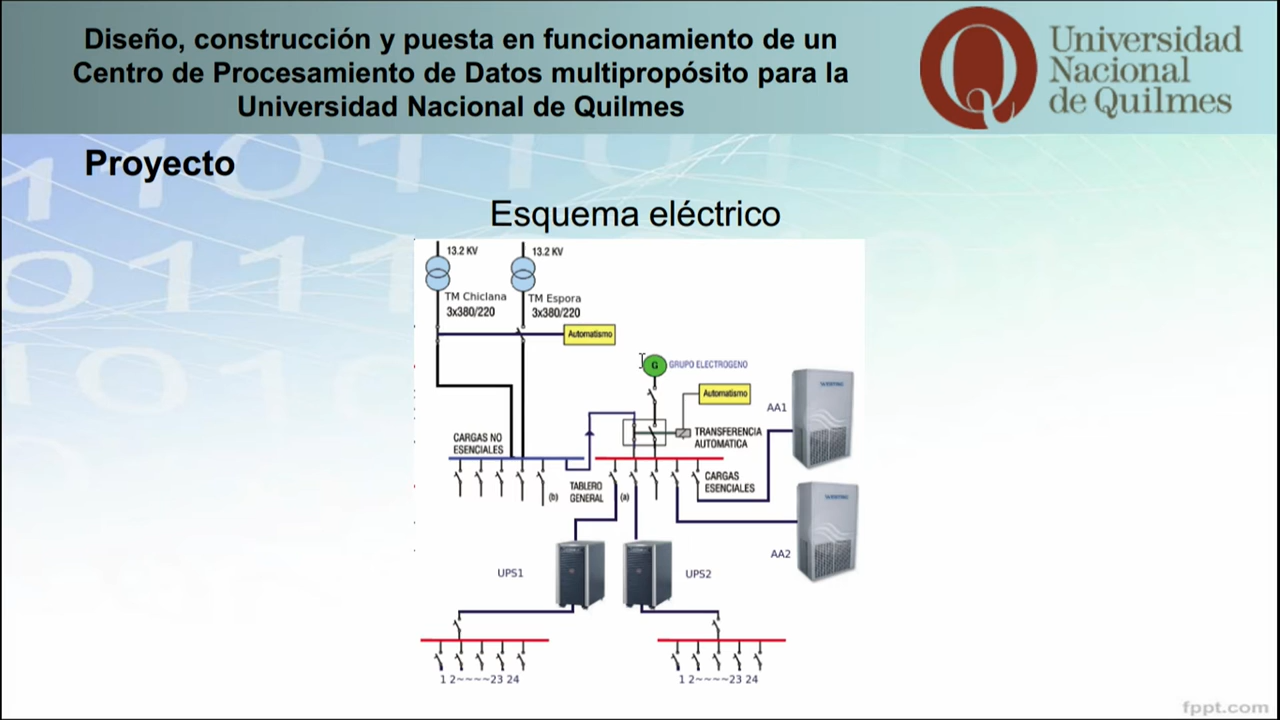 Diseño, construcción y puesta en funcionamiento de un
Centro de Procesamiento de Datos multipropósito para la
Universidad Nacional de Quilmes
Universidad
Nacional
de Quilmes
Proyecto
Esquema eléctrico
13.2 KV
13.2 KV
TM Chiclana
3x380/220
TM Espora
3x380/220
Automatismo
G
GRUPO ELECTROGENO
Automatismo
AA1
TRANSFERENCIA
AUTOMATICA
CARGAS NO
ESENCIALES
CARGAS
ESENCIALES
(b)
TABLERO
GENERAL
(a)
AA2
UPS1
UPS2
1 2~~~~23 24
1 2~~~~23 24
fppt.com